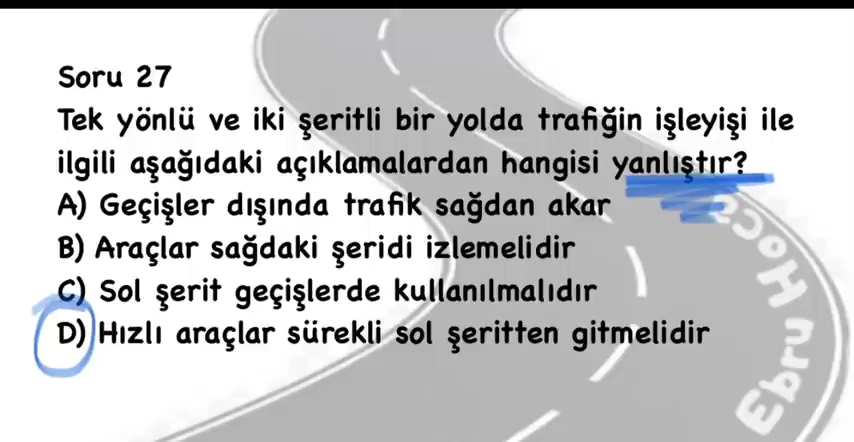 Soru 27
Tek yönlü ve iki şeritli bir yolda trafiğin işleyişi ile
ilgili aşağıdaki açıklamalardan hangisi yanlıştır?
A) Geçişler dışında trafik sağdan akar
B) Araçlar sağdaki şeridi izlemelidir
C) Sol şerit geçişlerde kullanılmalıdır
D) Hızlı araçlar sürekli sol şeritten gitmelidir
Ebru Hoca